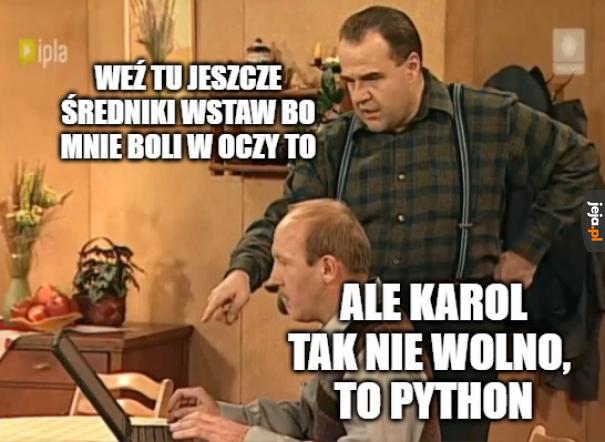 ipla
WEŹ TU JESZCZE
ŚREDNIKI WSTAW BO
MNIE BOLI W OCZY TO
jeja.pl
ALE KAROL
TAK NIE WOLNO,
TO PYTHON